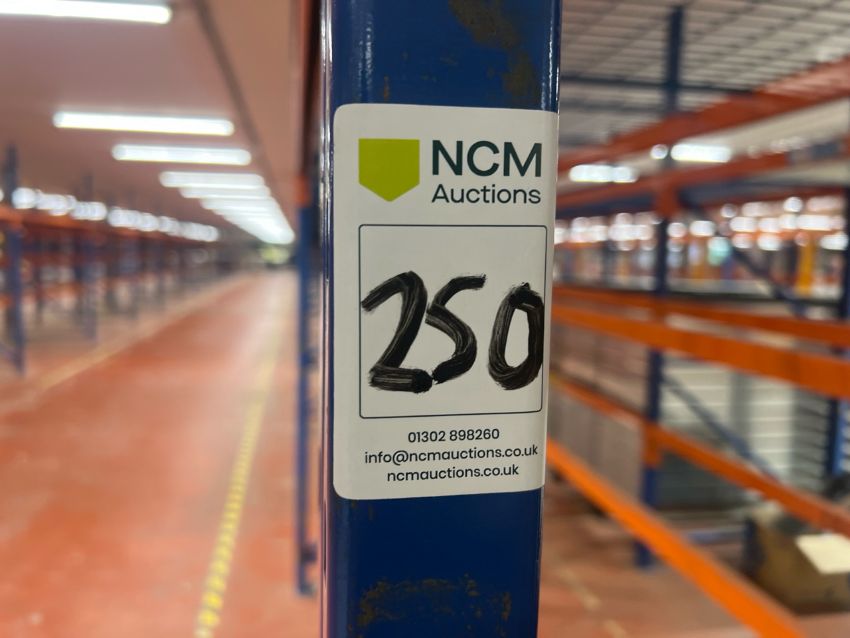 NCM
Auctions
250
01302 898260
info@ncmauctions.co.uk
ncmauctions.co.uk